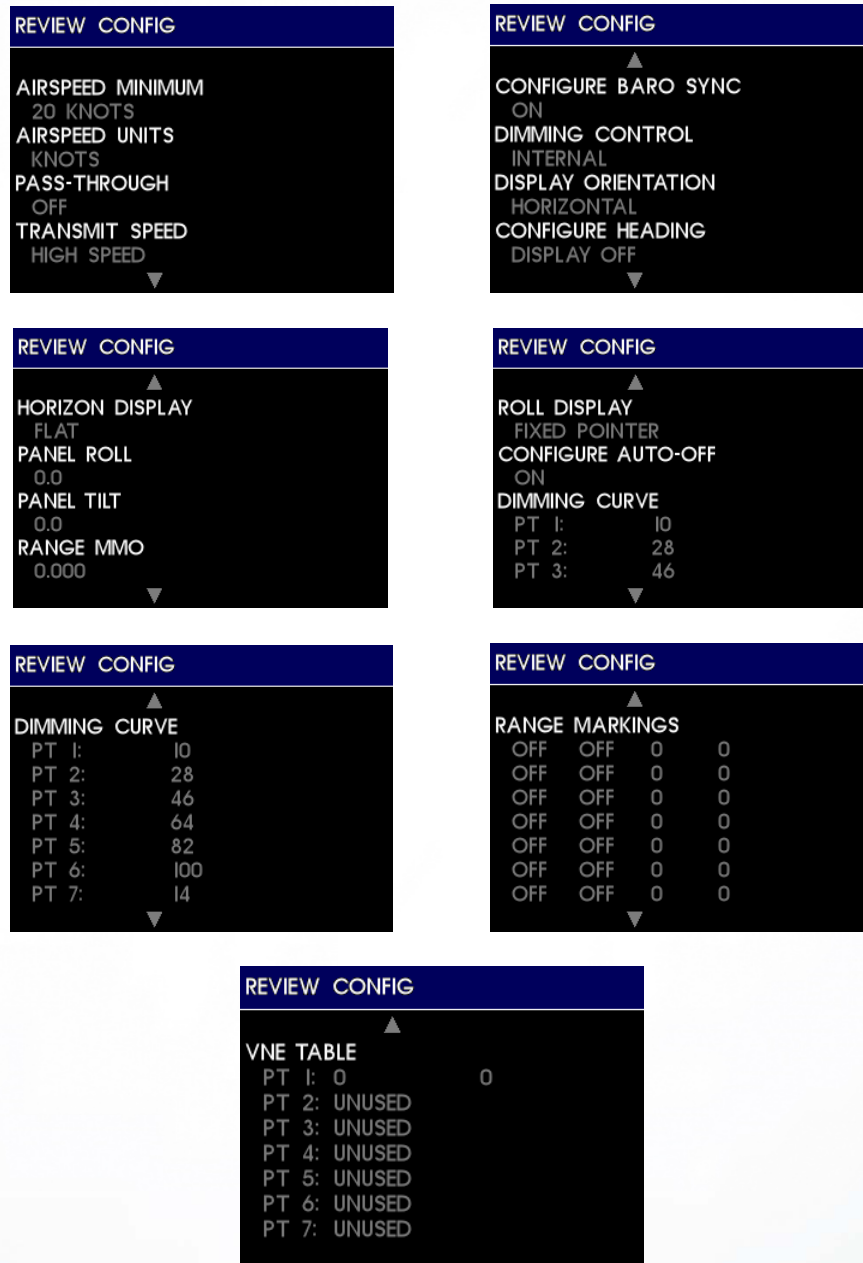 REVIEW CONFIG
AIRSPEED MINIMUM
20 KNOTS
AIRSPEED UNITS
KNOTS
PASS-THROUGH
OFF
TRANSMIT SPEED
HIGH SPEED
REVIEW CONFIG
CONFIGURE BARO SYNC
ON
DIMMING CONTROL
INTERNAL
DISPLAY ORIENTATION
HORIZONTAL
CONFIGURE HEADING
DISPLAY OFF
REVIEW CONFIG
HORIZON DISPLAY
FLAT
PANEL ROLL
0.0
PANEL TILT
0.0
RANGE MMO
0.000
REVIEW CONFIG
ROLL DISPLAY
FIXED POINTER
CONFIGURE AUTO-OFF
ON
DIMMING CURVE
PT 1: 10
PT 2: 28
PT 3: 46
REVIEW CONFIG
DIMMING CURVE
PT 1: 10
PT 2: 28
PT 3: 46
PT 4: 64
PT 5: 82
PT 6: 100
PT 7: 14
REVIEW CONFIG
RANGE MARKINGS
OFF OFF 0 0
OFF OFF 0 0
OFF OFF 0 0
OFF OFF 0 0
OFF OFF 0 0
OFF OFF 0 0
OFF OFF 0 0
REVIEW CONFIG
VNE TABLE
PT 1: 0 0
PT 2: UNUSED
PT 3: UNUSED
PT 4: UNUSED
PT 5: UNUSED
PT 6: UNUSED
PT 7: UNUSED